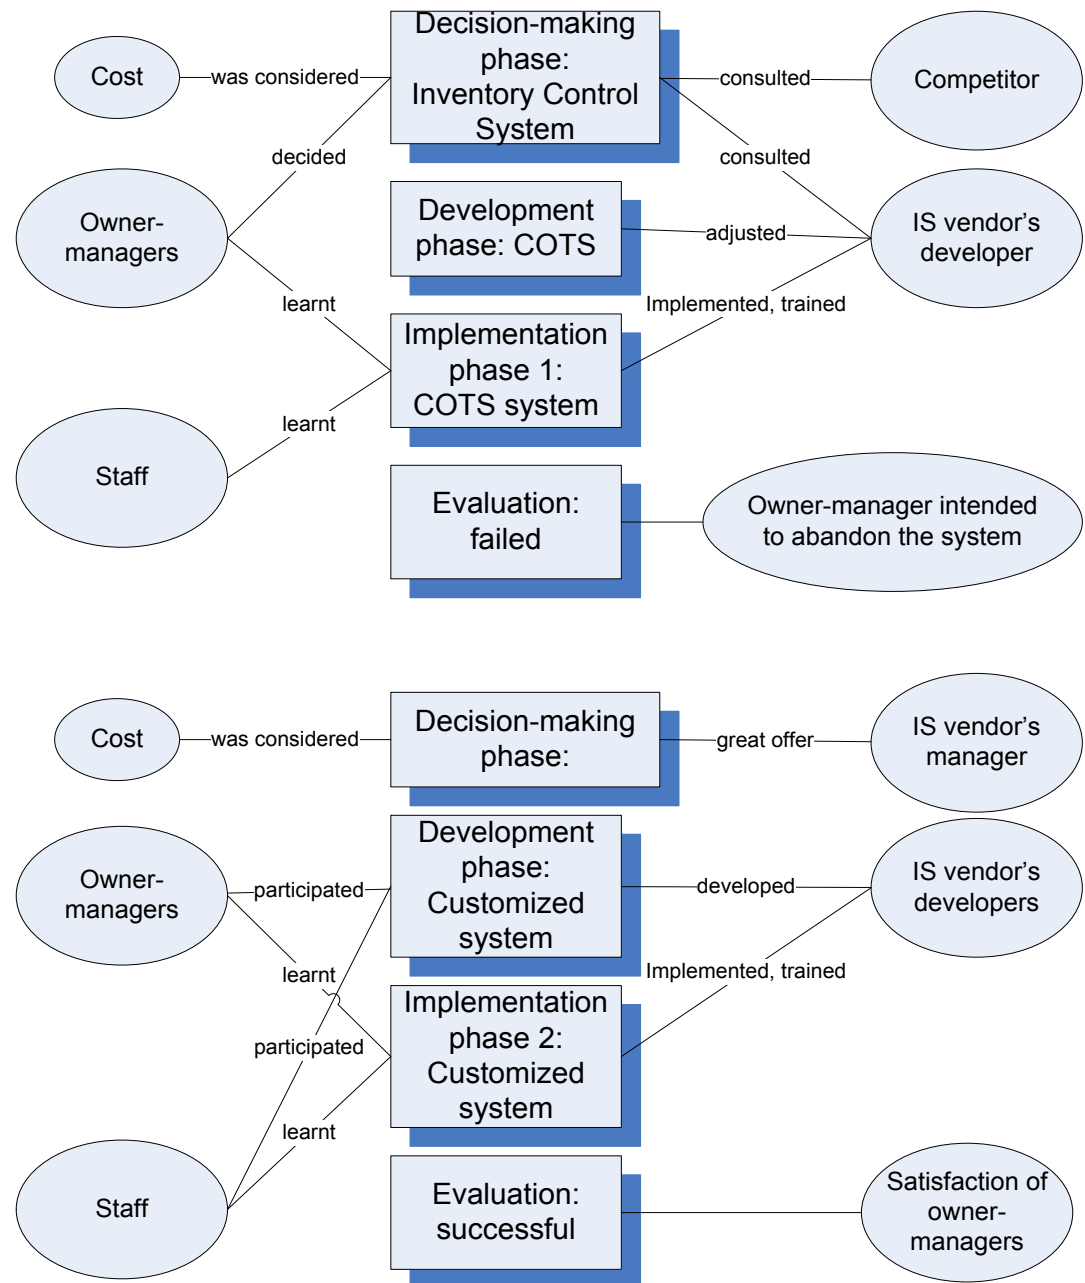 Decision-making
phase:
Inventory Control
System
Cost
was considered
consulted
Competitor
decided
consulted
Owner-
managers
Development
phase: COTS
adjusted
IS vendor's
developer
learnt
Implemented, trained
Implementation
phase 1:
COTS system
learnt
Staff
Evaluation:
failed
Owner-manager intended
to abandon the system
Cost
was considered
Decision-making
phase:
great offer
IS vendor's
manager
Owner-
managers
participated
Development
phase:
Customized
system
developed
IS vendor's
developers
learnt
Implemented, trained
Implementation
phase 2:
Customized
system
participated
learnt
Staff
Evaluation:
successful
Satisfaction of
owner-
managers